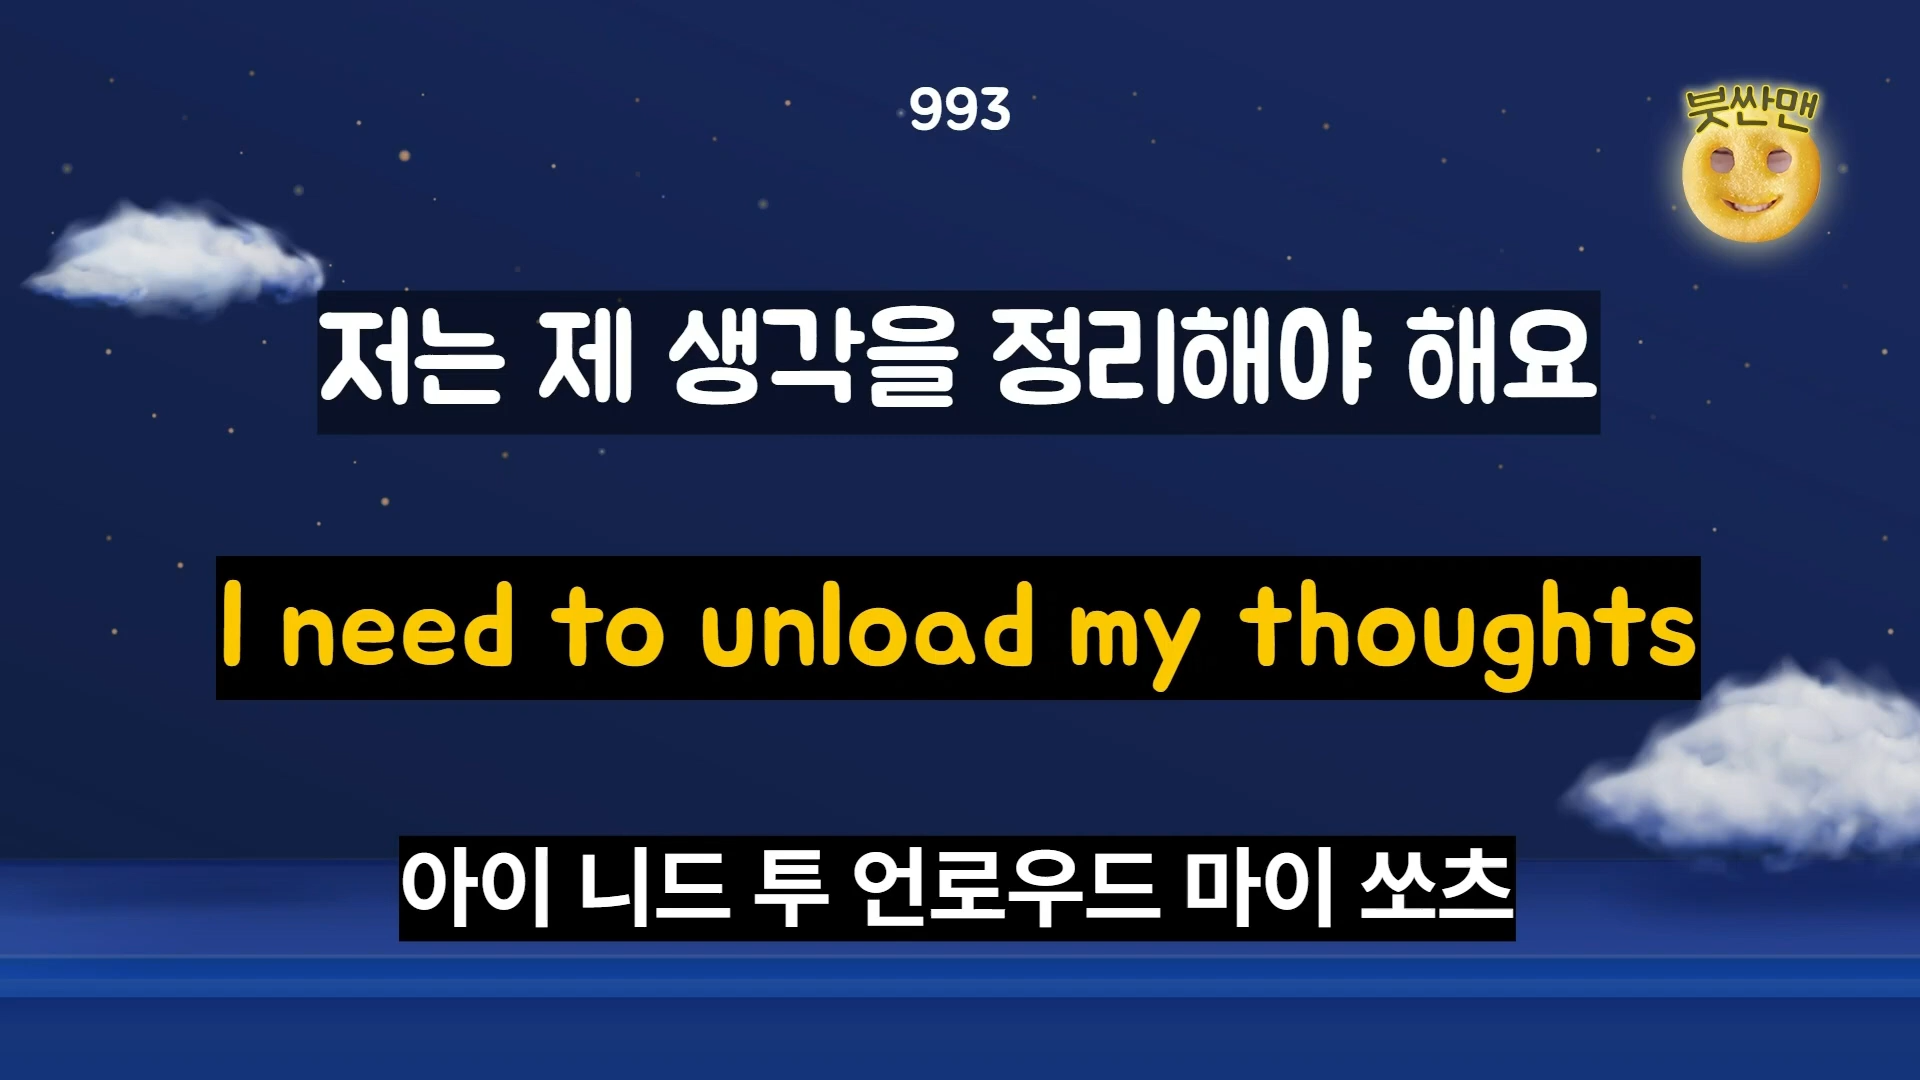 993
붓싼맨
저는 제 생각을 정리해야 해요
I need to unload my thoughts
아이 니드 투 언로우드 마이 쏘츠